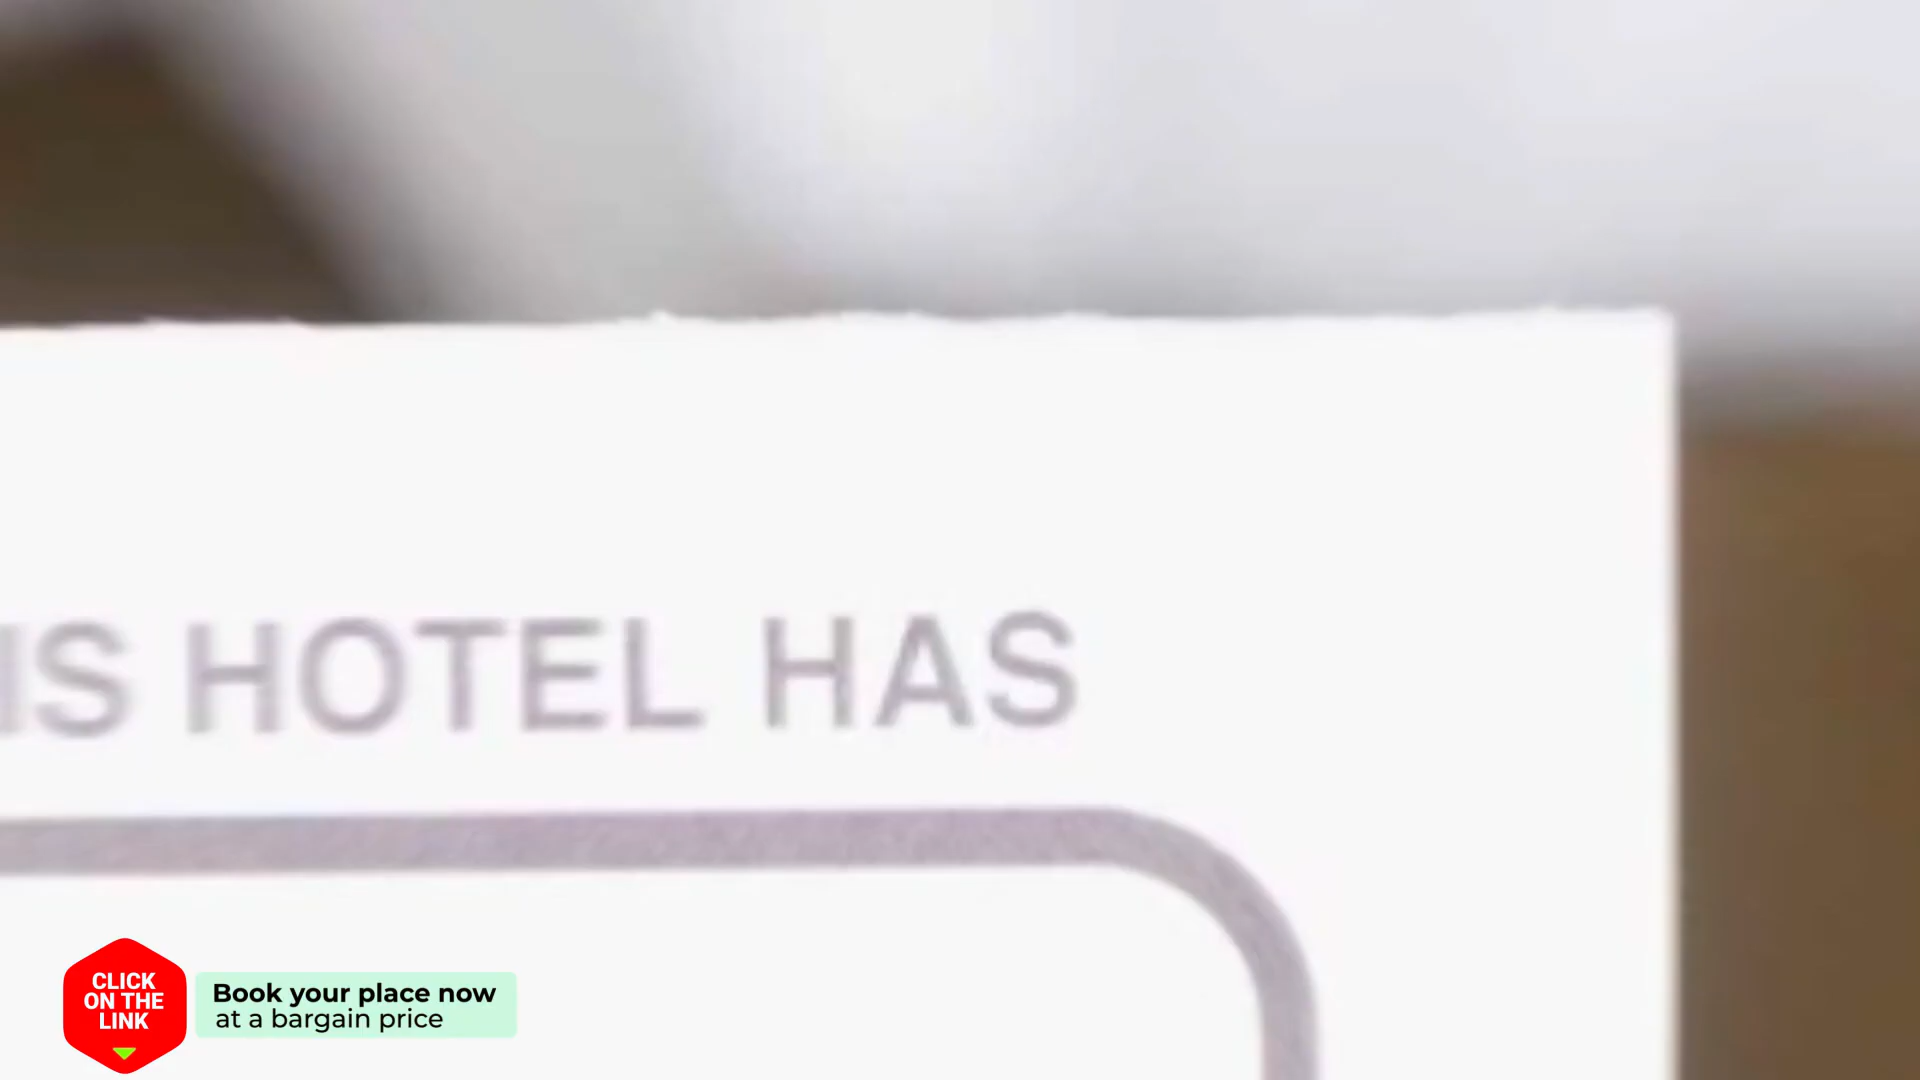 IS HOTEL HAS
CLICK
ON THE
LINK
Book your place now
at a bargain price